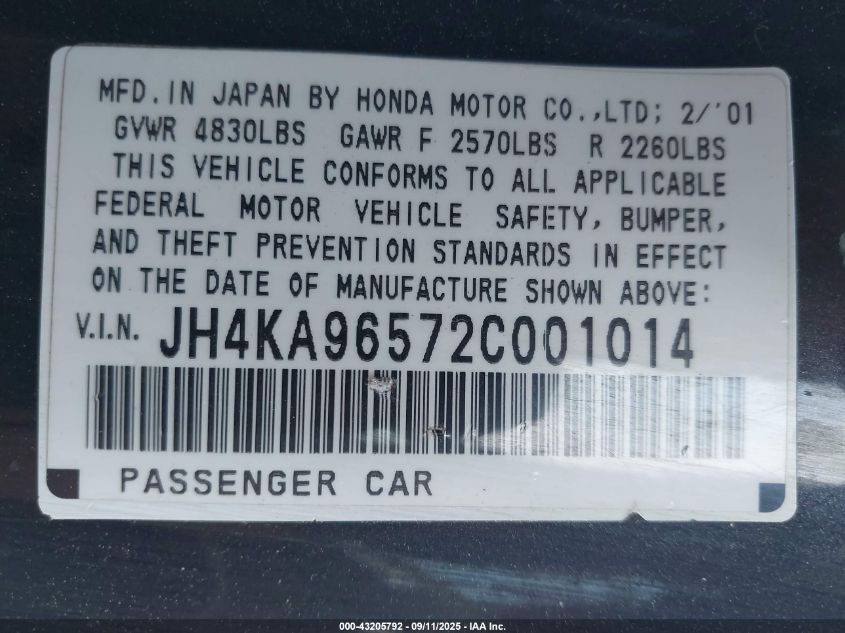 MFD.IN JAPAN BY HONDA MOTOR CO.,LTD; 2/'01
GVWR 4830LBS GAWR F 2570LBS R 2260LBS
THIS VEHICLE CONFORMS TO ALL APPLICABLE
FEDERAL MOTOR VEHICLE SAFETY, BUMPER,
AND THEFT PREVENTION STANDARDS IN EFFECT
ON THE DATE OF MANUFACTURE SHOWN ABOVE:
V.I.N. JH4KA96572C001014
PASSENGER CAR
000-43205792 - 09/11/2025 - IAA Inc.